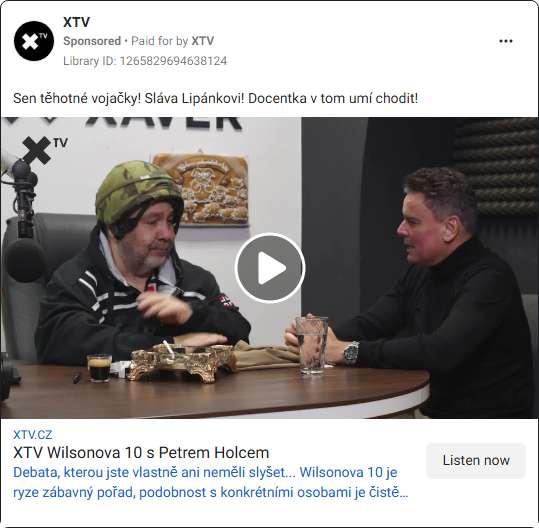 XTV
Sponsored • Paid for by XTV
Library ID: 1265829694638124
Sen těhotné vojačky! Sláva Lipánkovi! Docentka v tom umí chodit!
XTV XAVER
XTV
XTV.CZ
XTV Wilsonova 10 s Petrem Holcem
Debata, kterou jste vlastně ani neměli slyšet... Wilsonova 10 je
ryze zábavný pořad, podobnost s konkrétními osobami je čistě...
Listen now